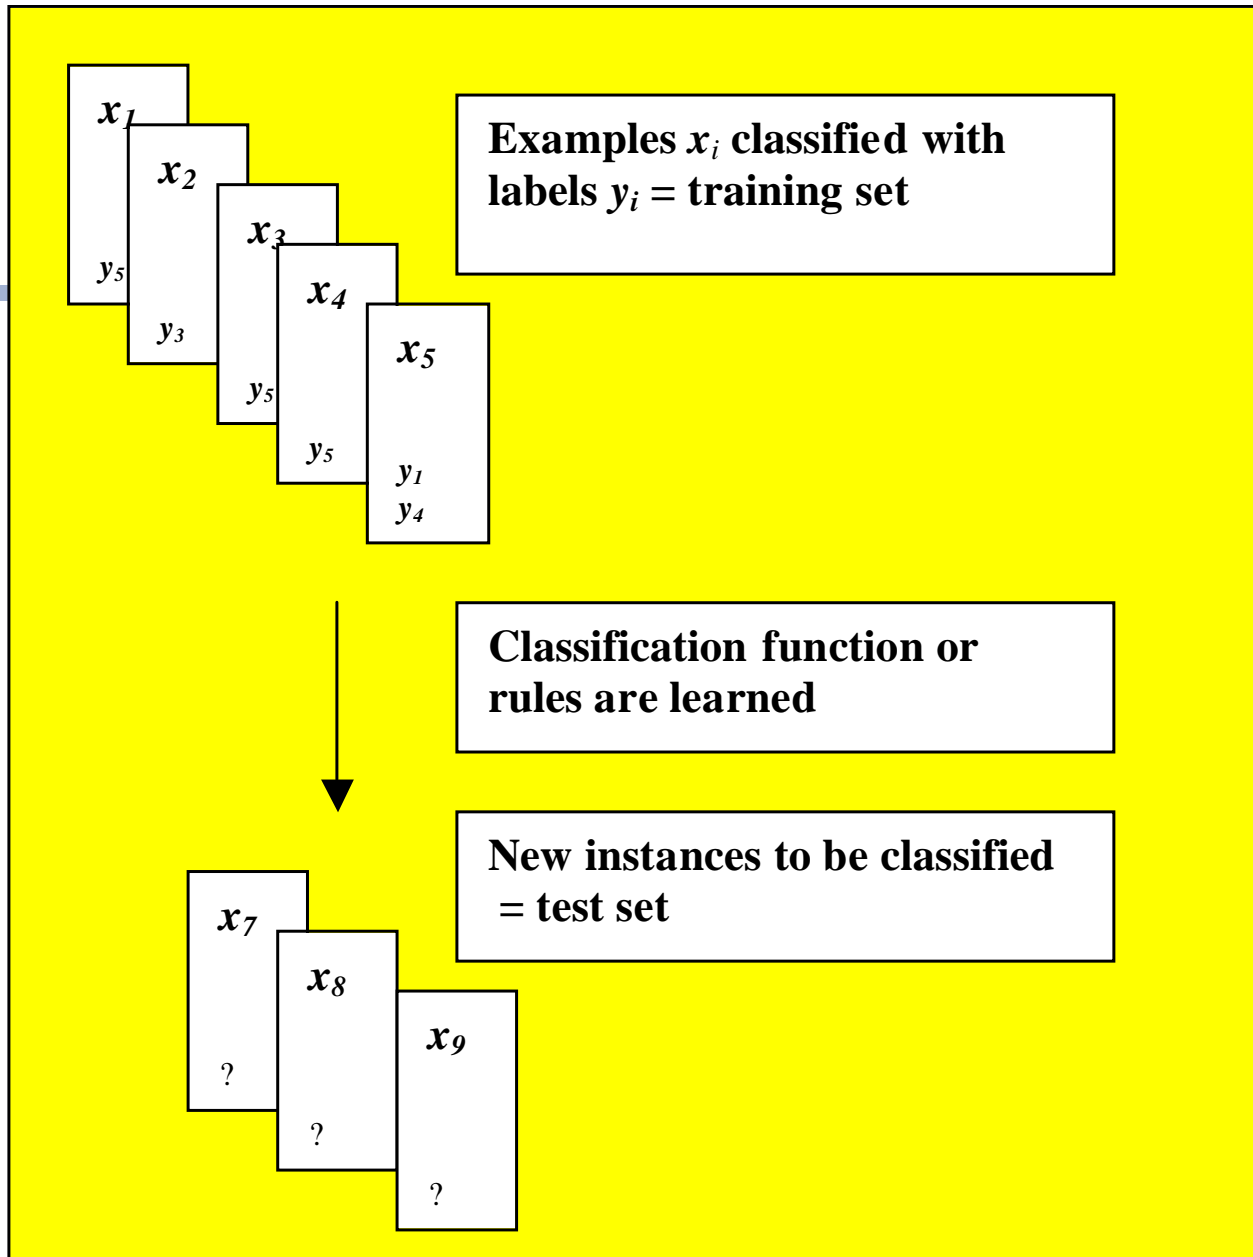 x1
y5
x2
y3
x3
y5
x4
y5
x5
y1
y4
Examples xi classified with
labels yi = training set
Classification function or
rules are learned
New instances to be classified
= test set
x7
?
x8
?
x9
?